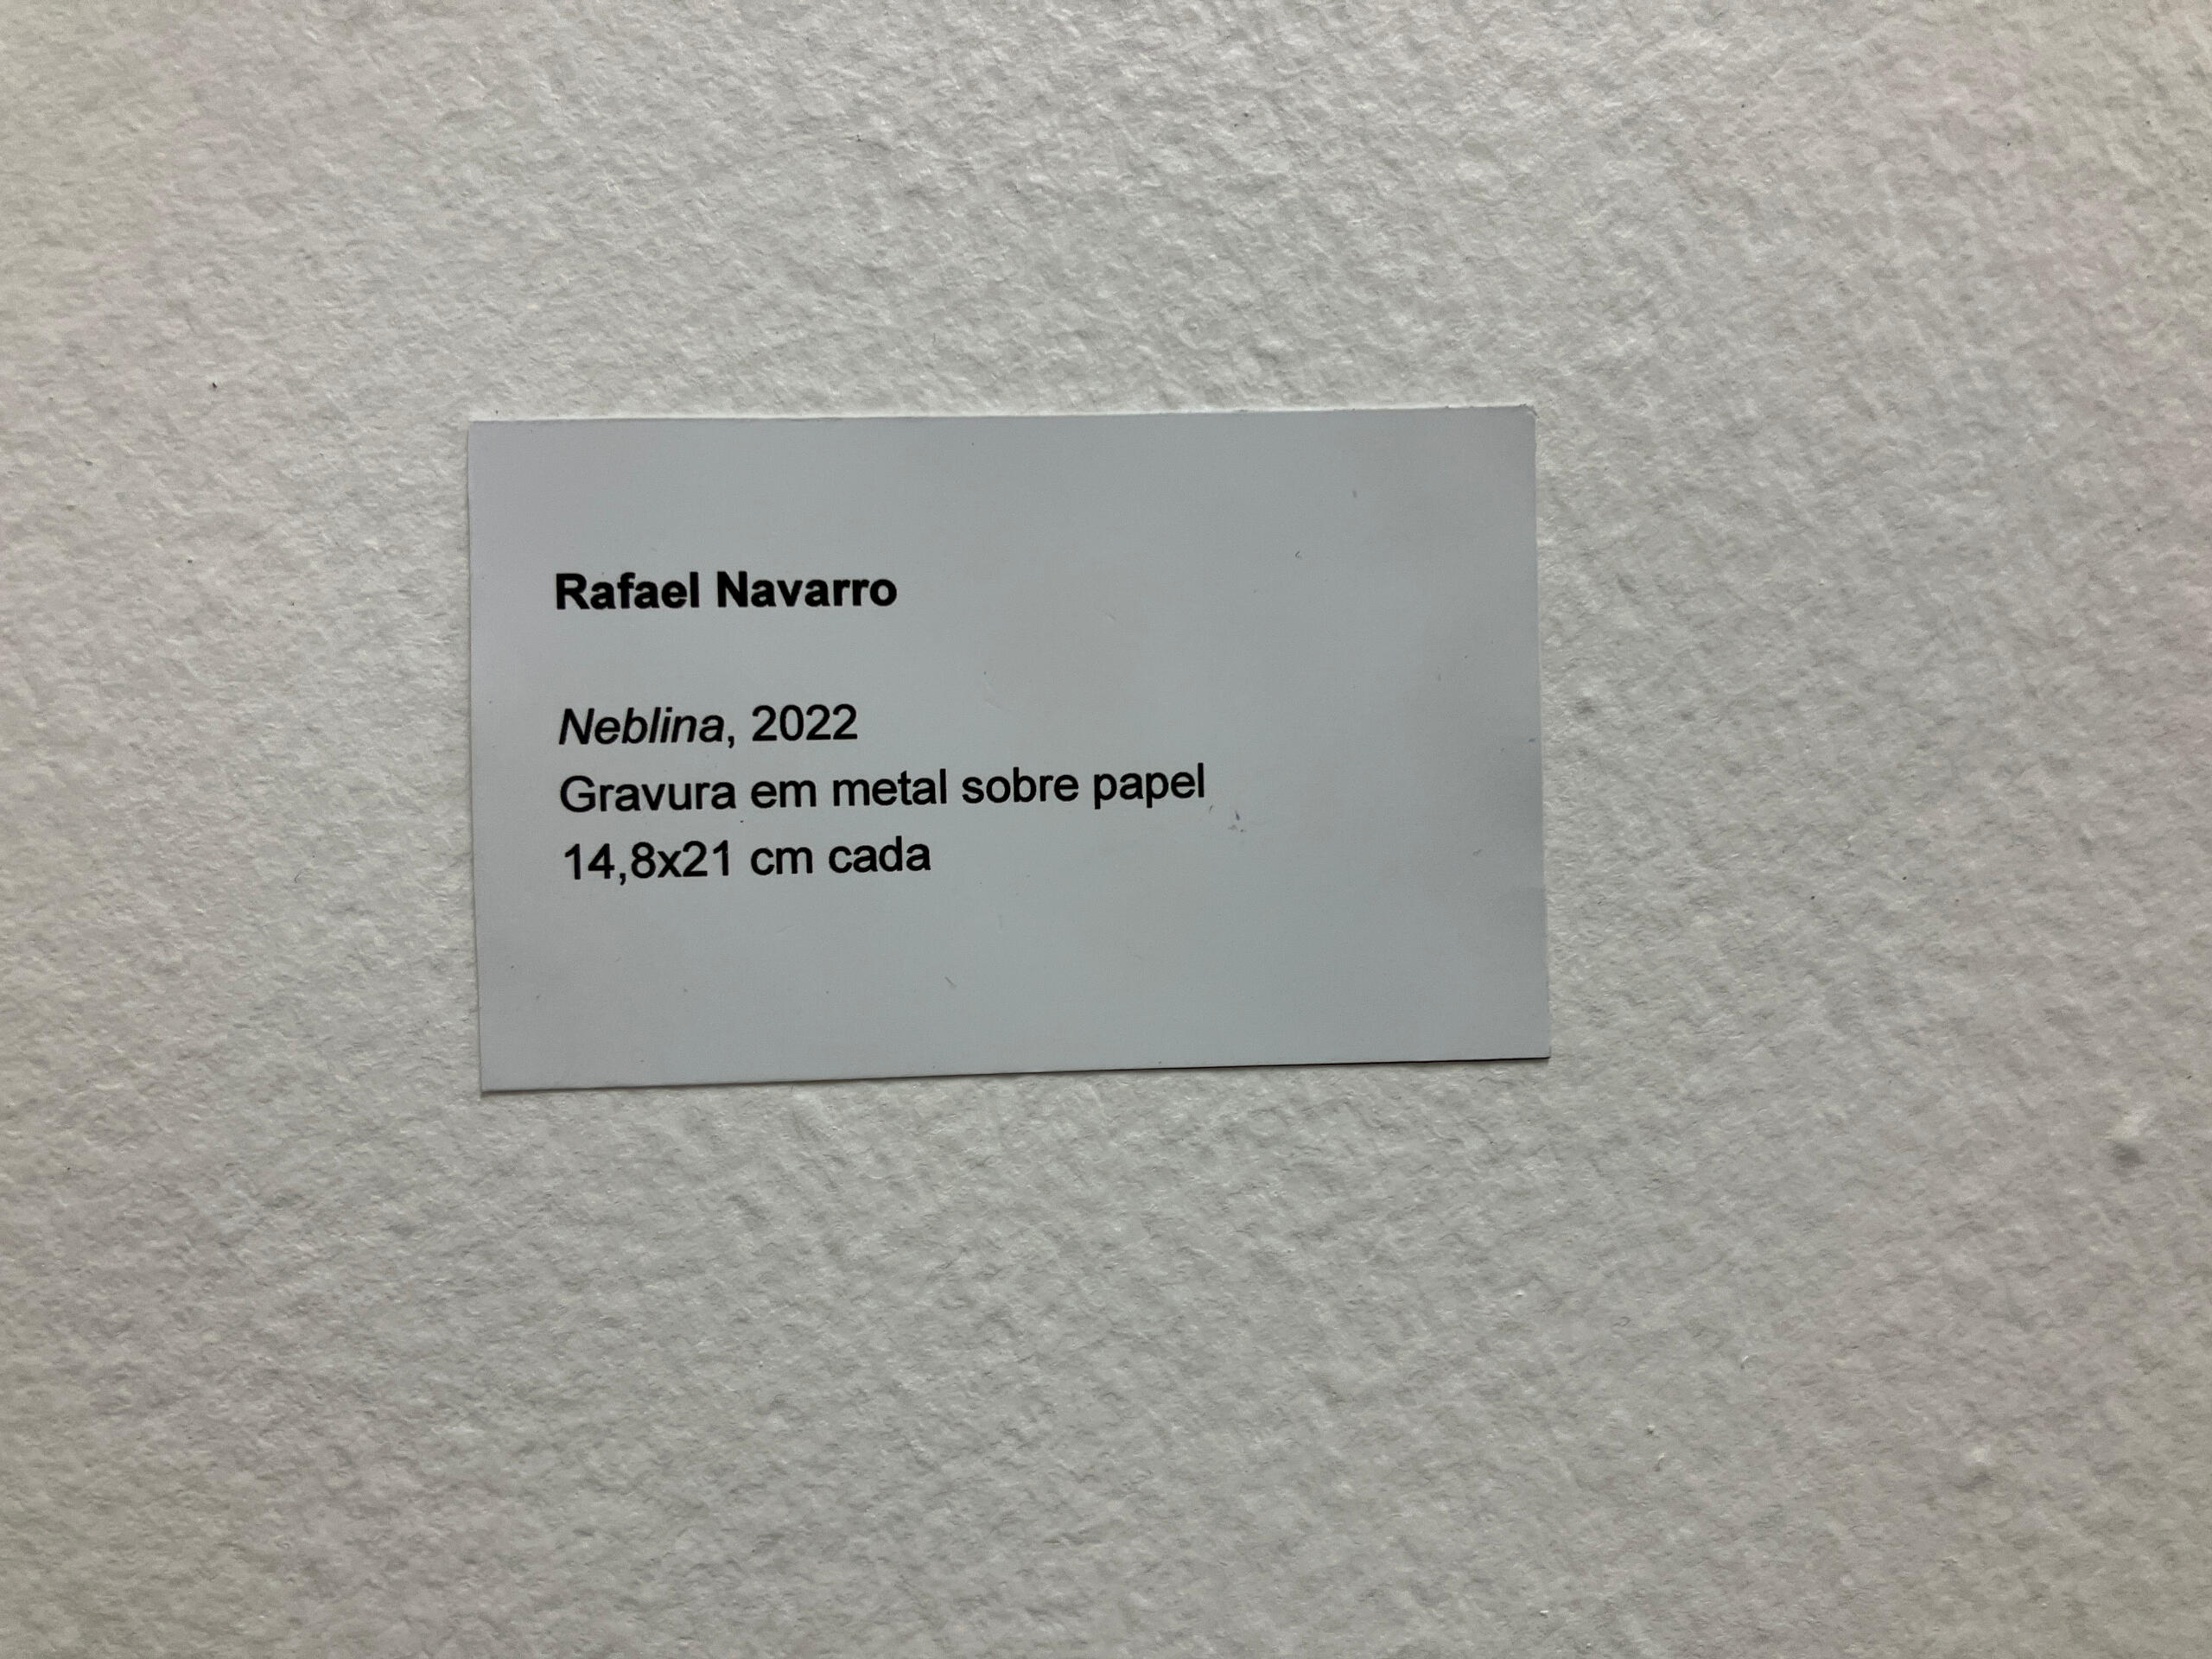 Rafael Navarro
Neblina, 2022
Gravura em metal sobre papel
14,8x21 cm cada